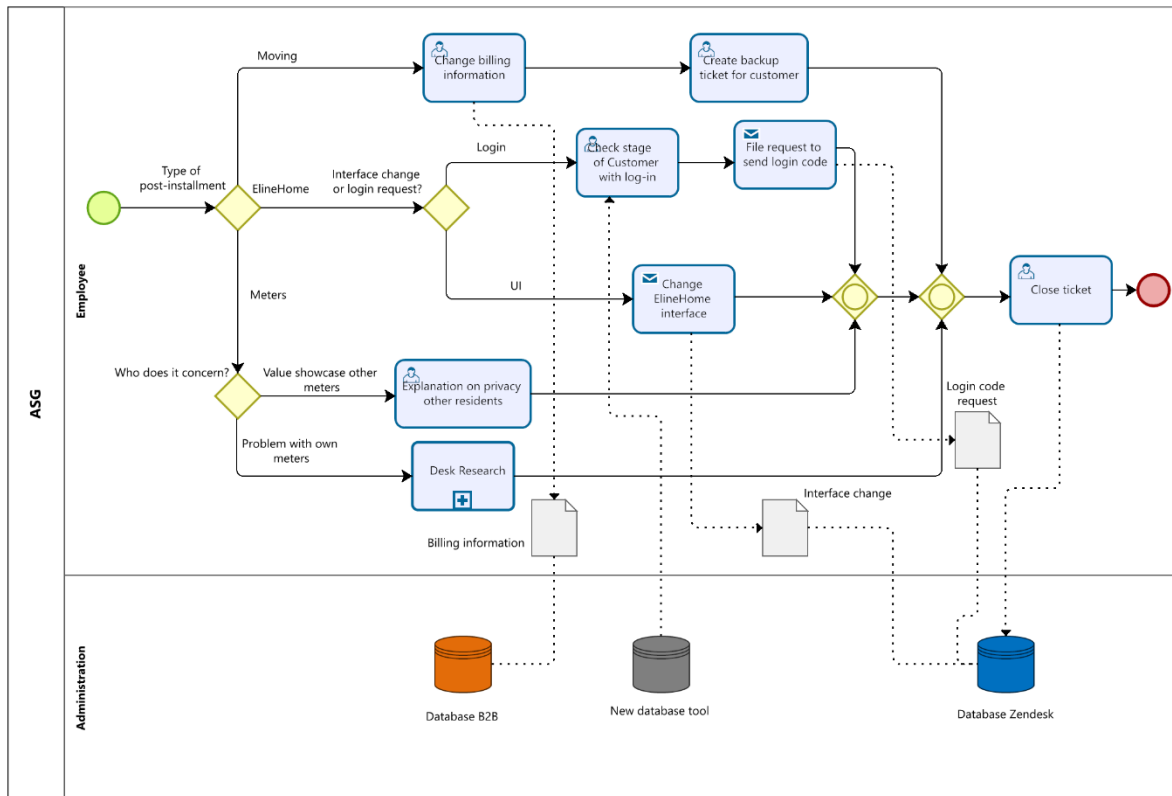 Moving
Change billing
information
Create backup
ticket for customer
Login
Check stage
of Customer
with log-in
File request to
send login code
Type of
post-installment
ElineHome
Interface change
or login request?
Meters
UI
Change
ElineHome
interface
Close ticket
Employee
Who does it concern?
Value showcase other
meters
Explanation on privacy
other residents
Login code
request
ASG
Problem with own
meters
Desk Research
Interface change
Billing information
Administration
Database B2B
New database tool
Database Zendesk